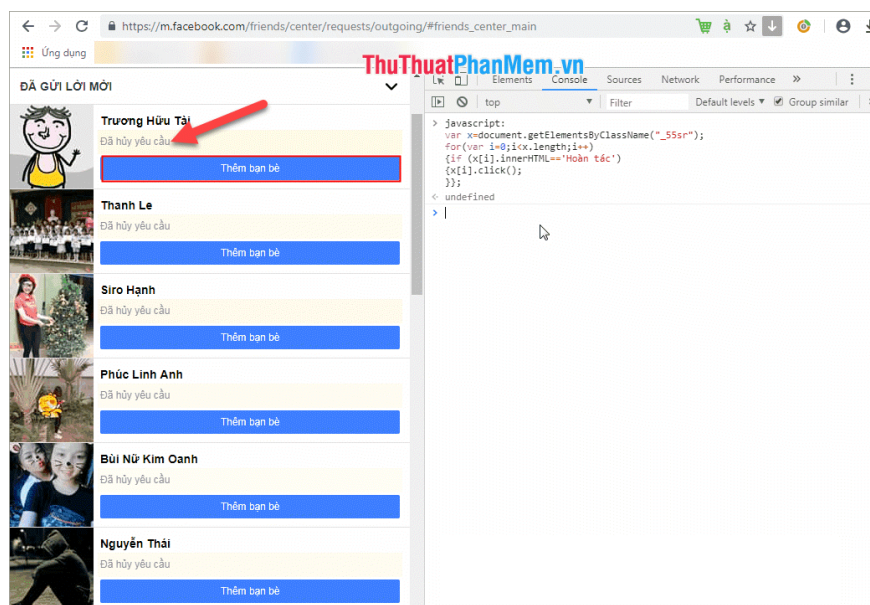 https://m.facebook.com/friends/center/requests/outgoing/#friends_center_main
Ứng dụng
ThuThuatPhanMem.vn
ĐÃ GỬI LỜI MỜI
Trương Hữu Tài
Đã hủy yêu cầu
Thêm bạn bè
Thanh Le
Đã hủy yêu cầu
Thêm bạn bè
Siro Hạnh
Đã hủy yêu cầu
Thêm bạn bè
Phúc Linh Anh
Đã hủy yêu cầu
Thêm bạn bè
Bùi Nữ Kim Oanh
Đã hủy yêu cầu
Thêm bạn bè
Nguyễn Thái
Đã hủy yêu cầu
Thêm bạn bè
Elements Console Sources Network Performance »
top Filter Default levels ▼ Group similar
> javascript:
var x=document.getElementsByClassName("_55sr");
for(var i=0;i<x.length;i++)
{if (x[i].innerHTML=='Hoàn tác')
{x[i].click();
}};
undefined
>